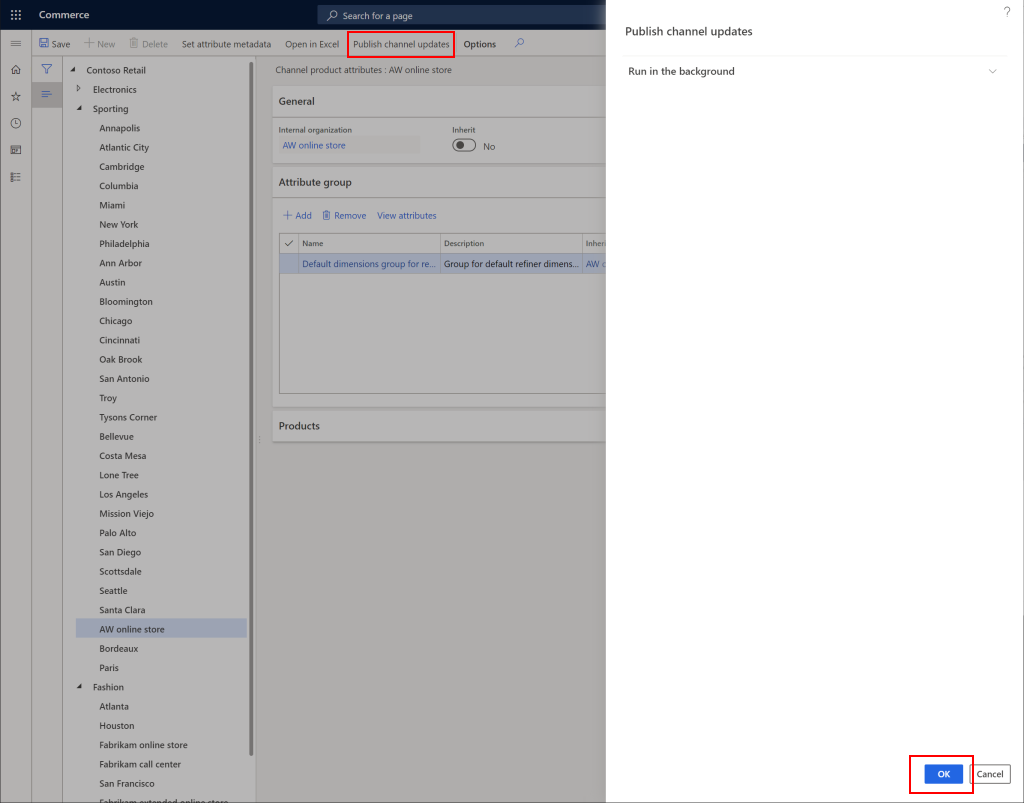 Commerce
Search for a page
?
Save
New
Delete
Set attribute metadata
Open in Excel
Publish channel updates
Options
Contoso Retail
Electronics
Sporting
Annapolis
Atlantic City
Cambridge
Columbia
Miami
New York
Philadelphia
Ann Arbor
Austin
Bloomington
Chicago
Cincinnati
Oak Brook
San Antonio
Troy
Tysons Corner
Bellevue
Costa Mesa
Lone Tree
Los Angeles
Mission Viejo
Palo Alto
San Diego
Scottsdale
Seattle
Santa Clara
AW online store
Bordeaux
Paris
Fashion
Atlanta
Houston
Fabrikam online store
Fabrikam call center
San Francisco
Fabrikam extended online store
Channel product attributes : AW online store
General
Internal organization
AW online store
Inherit
No
Attribute group
Add
Remove
View attributes
Name
Description
Inheri
Default dimensions group for re...
Group for default refiner dimens...
AW o
Products
Publish channel updates
Run in the background
OK
Cancel